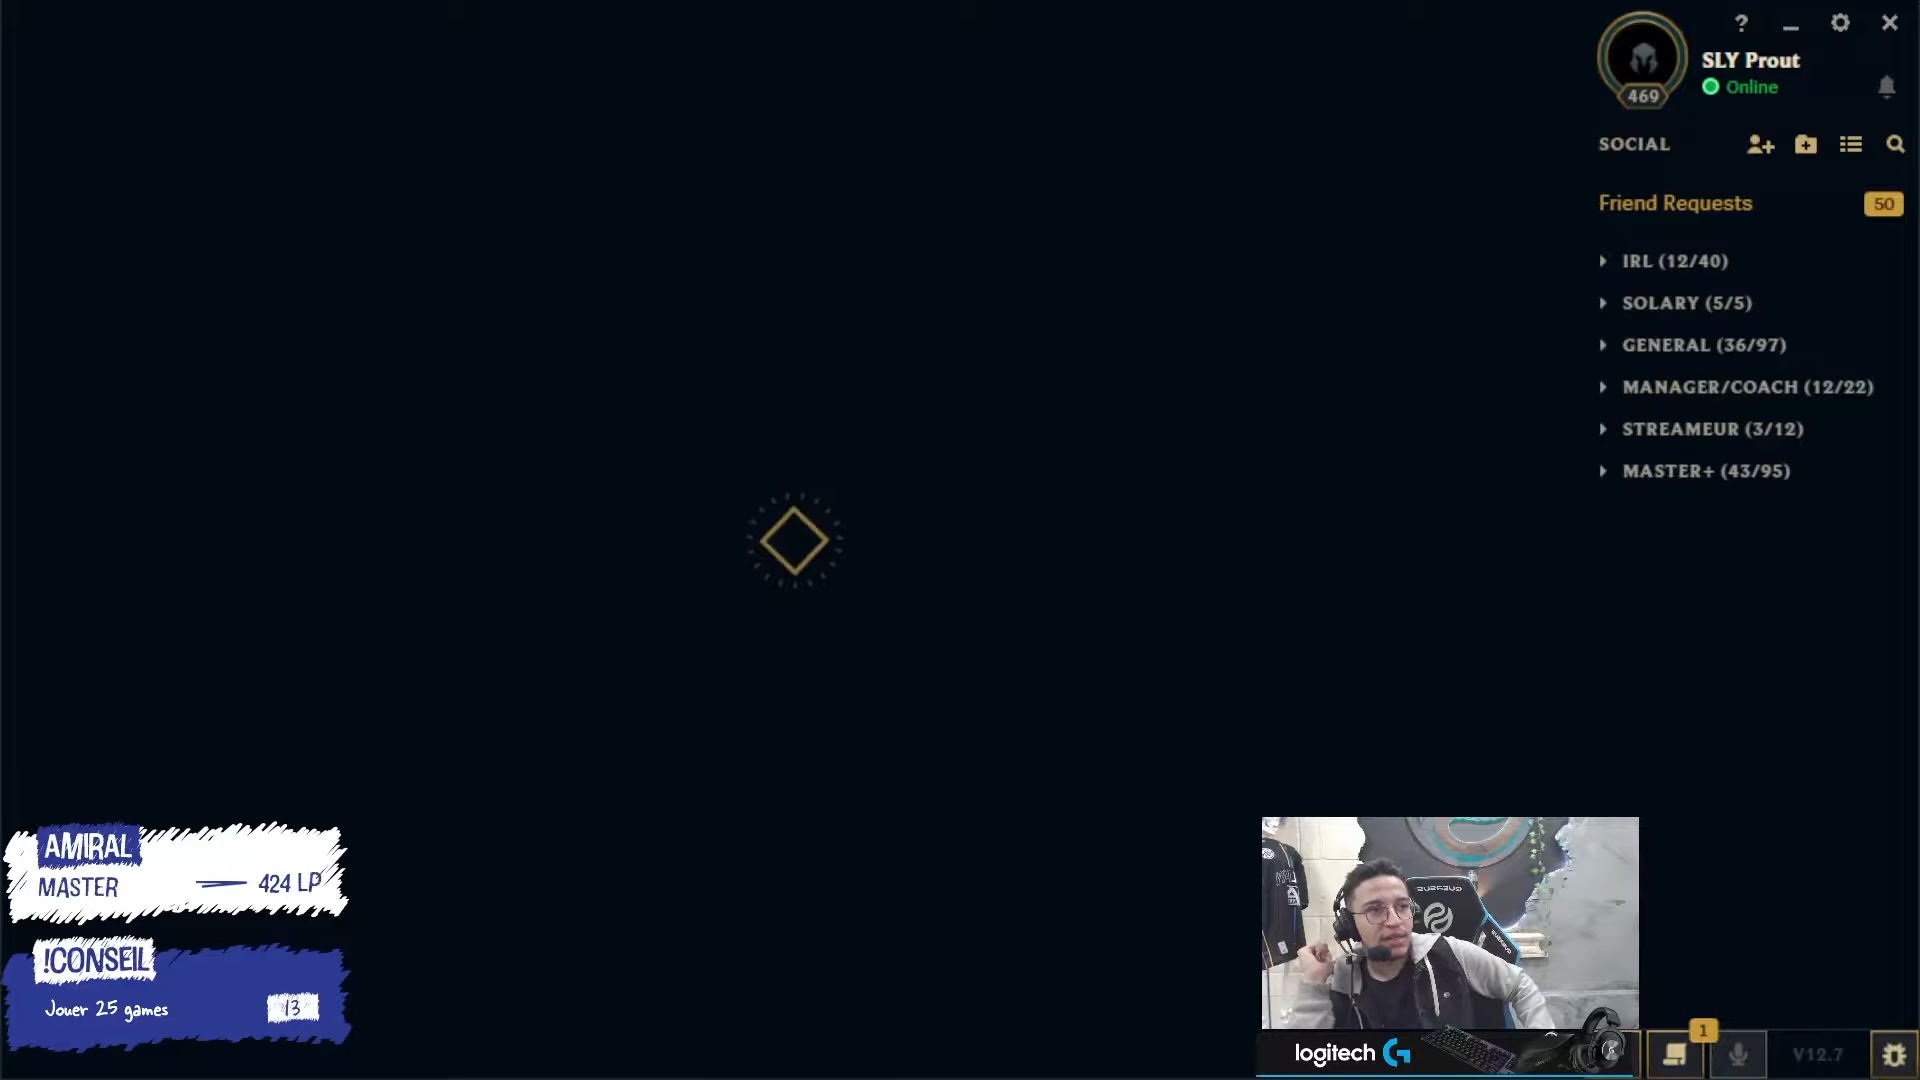 SLY Prout
469
Online
SOCIAL
Friend Requests
50
IRL (12/40)
SOLARY (5/5)
GENERAL (36/97)
MANAGER/COACH (12/22)
STREAMEUR (3/12)
MASTER+ (43/95)
AMIRAL
MASTER
424 LP
!CONSEIL
Jouer 25 games
13
logitech G
1
V12.7